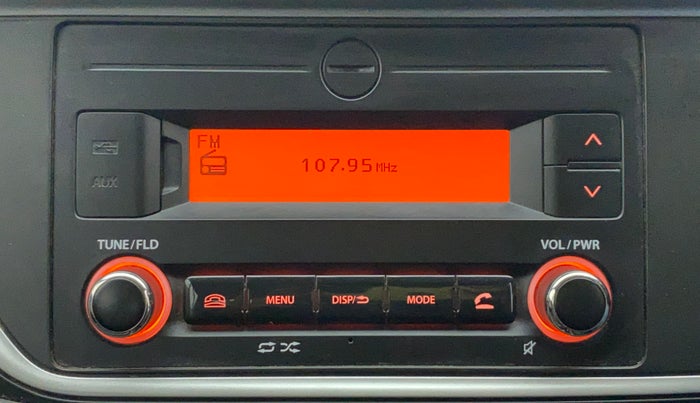 FM
107.95 MHz
AUX
TUNE/FLD
VOL/PWR
MENU
DISP/
MODE